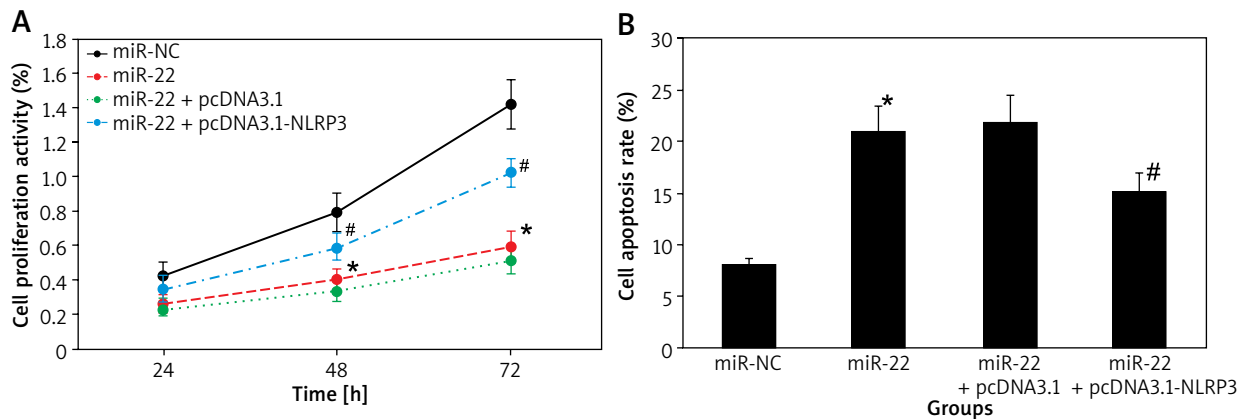 A
Cell proliferation activity (%)
1.8
1.6
1.4
1.2
1.0
0.8
0.6
0.4
0.2
0
miR-NC
miR-22
miR-22 + pcDNA3.1
miR-22 + pcDNA3.1-NLRP3
#
*
#
*
24 48 72
Time [h]
B
Cell apoptosis rate (%)
30
25
20
15
10
5
0
*
#
miR-NC miR-22 miR-22 miR-22
+ pcDNA3.1 + pcDNA3.1-NLRP3
Groups